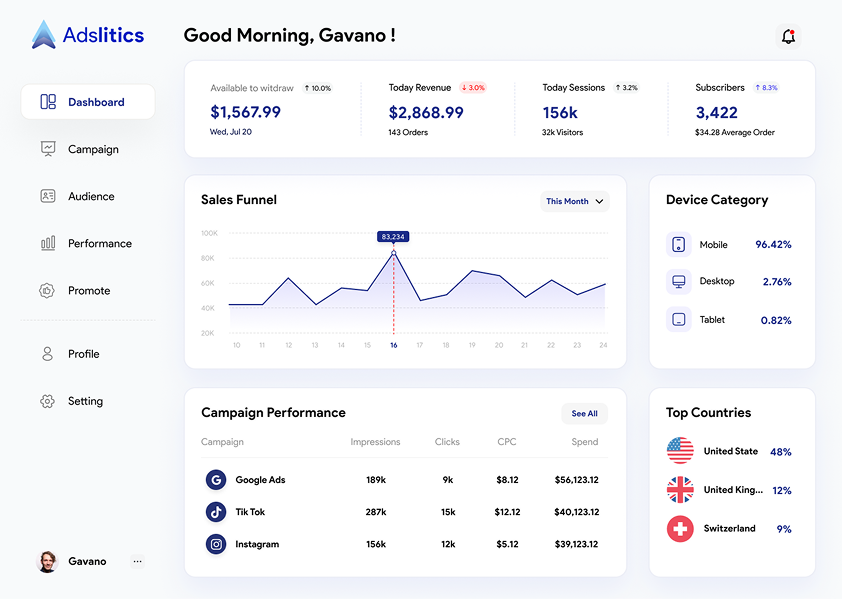 Adslitics
Good Morning, Gavano !
Dashboard
Campaign
Audience
Performance
Promote
Profile
Setting
Gavano
...
Available to witdraw ↑ 10.0%
$1,567.99
Wed, Jul 20
Today Revenue ↓ 3.0%
$2,868.99
143 Orders
Today Sessions ↑ 3.2%
156k
32k Visitors
Subscribers ↑ 8.3%
3,422
$34.28 Average Order
Sales Funnel
This Month
83,234
100K
80K
60K
40K
20K
10 11 12 13 14 15 16 17 18 19 20 21 22 23 24
Device Category
Mobile 96.42%
Desktop 2.76%
Tablet 0.82%
Campaign Performance
See All
Campaign Impressions Clicks CPC Spend
G Google Ads 189k 9k $8.12 $56,123.12
Tik Tok 287k 15k $12.12 $40,123.12
Instagram 156k 12k $5.12 $39,123.12
Top Countries
United State 48%
United King... 12%
Switzerland 9%